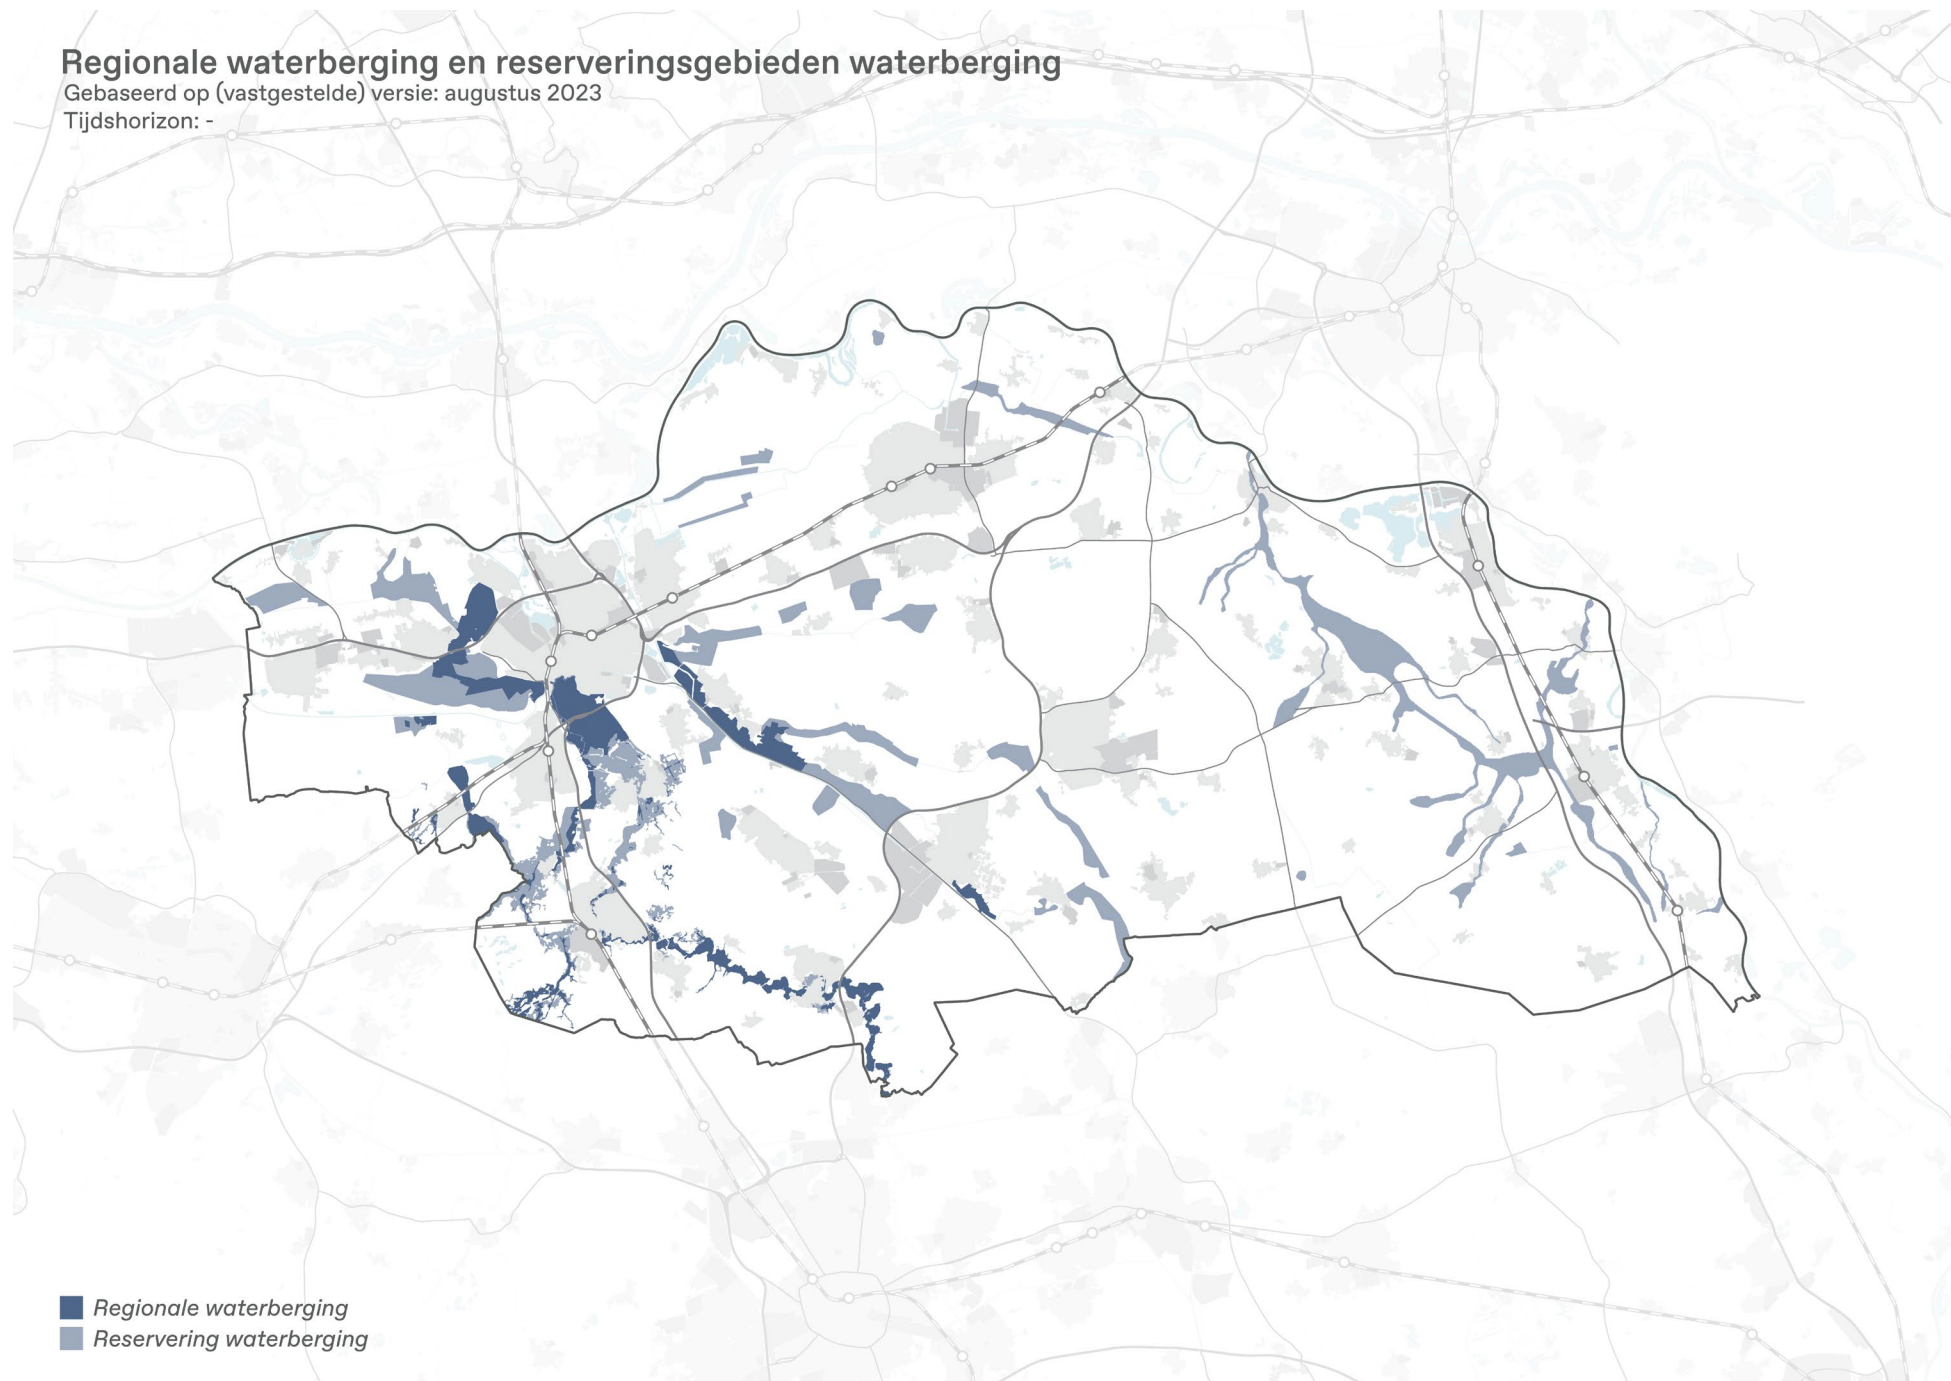 Regionale waterberging en reserveringsgebieden waterberging
Gebaseerd op (vastgestelde) versie: augustus 2023
Tijdshorizon: -
Regionale waterberging
Reservering waterberging